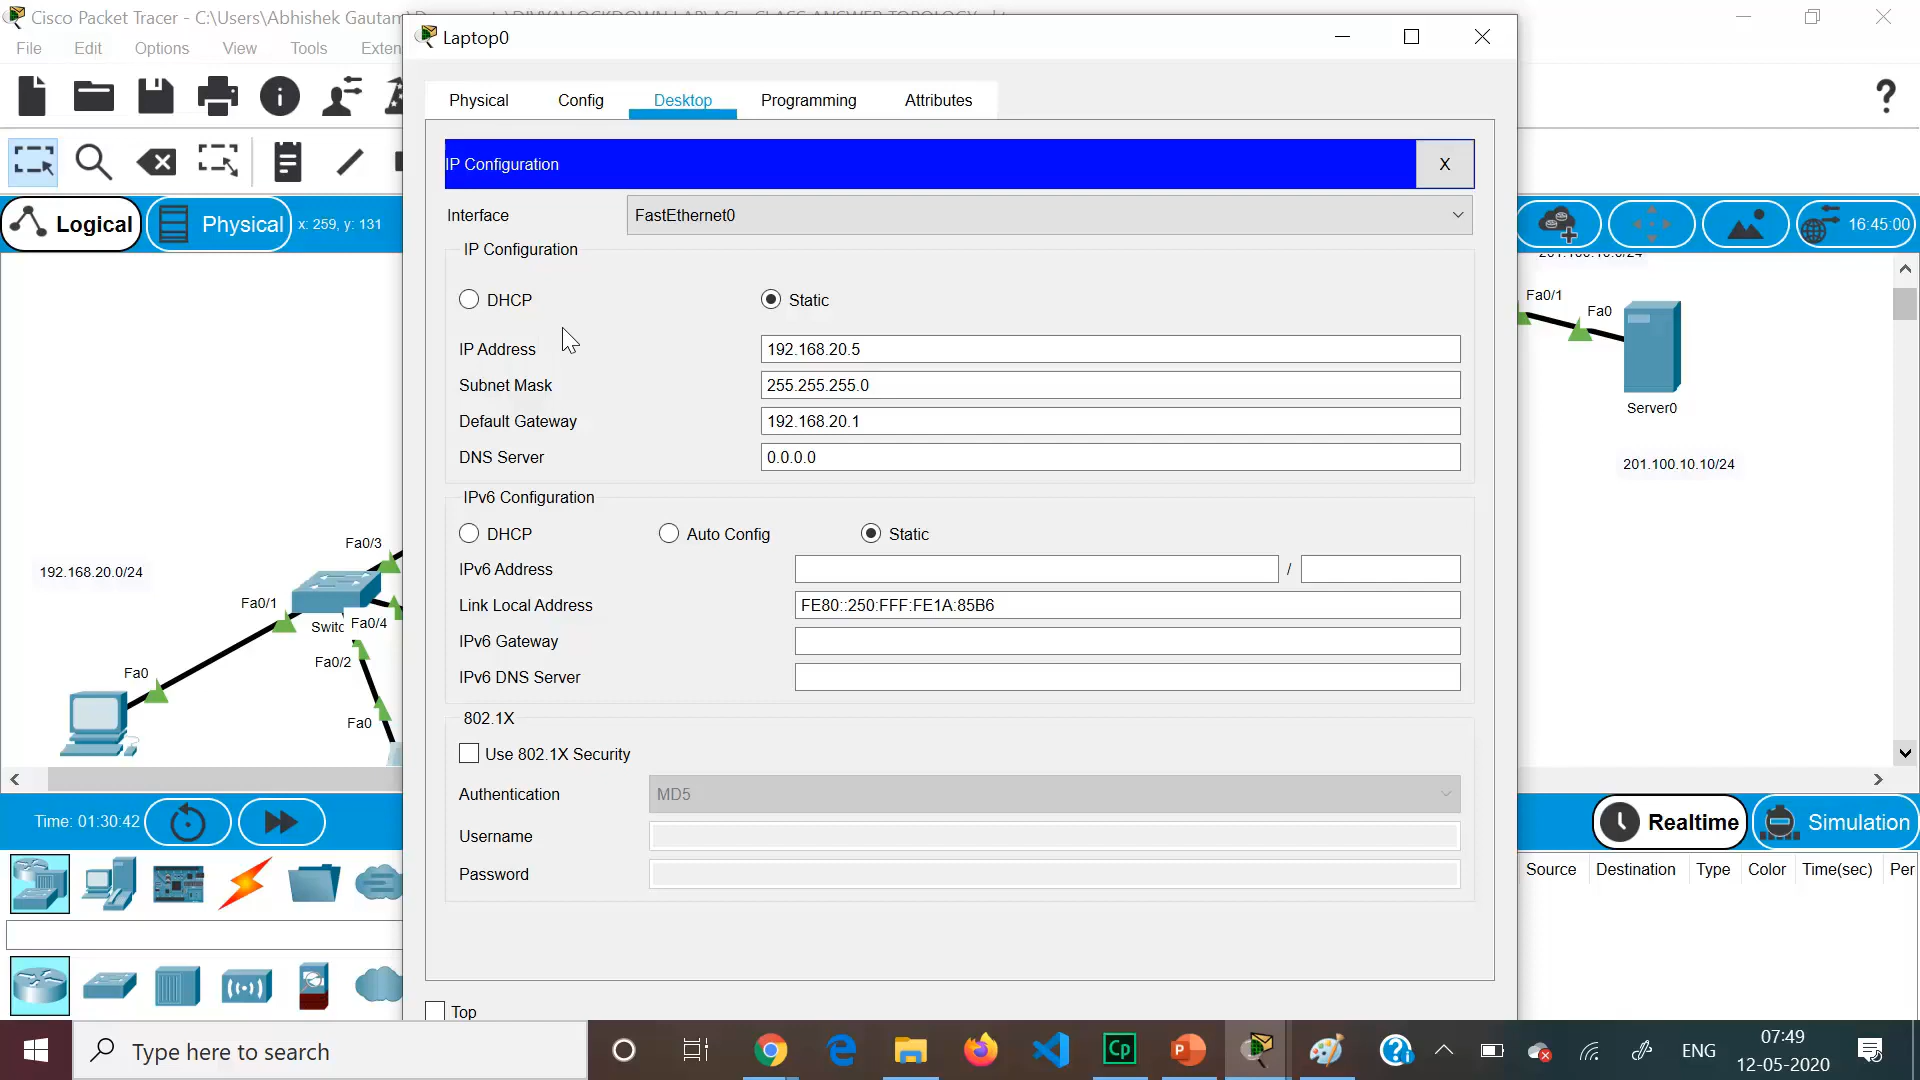 Cisco Packet Tracer - C:\Users\Abhishek Gautam
File Edit Options View Tools Exten
Laptop0
Physical Config Desktop Programming Attributes
IP Configuration X
Interface FastEthernet0
IP Configuration
DHCP Static
IP Address 192.168.20.5
Subnet Mask 255.255.255.0
Default Gateway 192.168.20.1
DNS Server 0.0.0.0
IPv6 Configuration
DHCP Auto Config Static
IPv6 Address /
Link Local Address FE80::250:FFF:FE1A:85B6
IPv6 Gateway
IPv6 DNS Server
802.1X
Use 802.1X Security
Authentication MD5
Username
Password
Top
Logical Physical x: 259, y: 131
16:45:00
Fa0/1
Fa0
Server0
201.100.10.10/24
Fa0/3
192.168.20.0/24
Fa0/1
Switc Fa0/4
Fa0/2
Fa0
Fa0
Time: 01:30:42
Realtime Simulation
Source Destination Type Color Time(sec) Per
Type here to search
ENG
07:49
12-05-2020